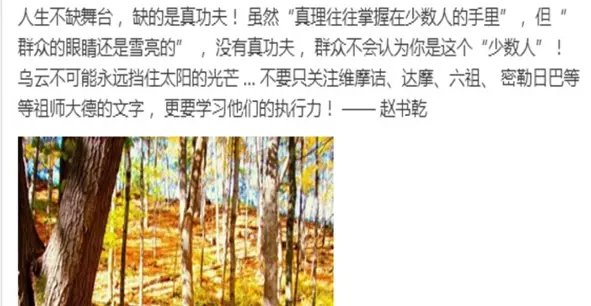 人生不缺舞台，缺的是真功夫！虽然“真理往往掌握在少数人的手里”，但“
群众的眼睛还是雪亮的”，没有真功夫，群众不会认为你是这个“少数人”！
乌云不可能永远挡住太阳的光芒 ... 不要只关注维摩诘、达摩、六祖、 密勒日巴等
等祖师大德的文字，更要学习他们的执行力！ —— 赵书乾